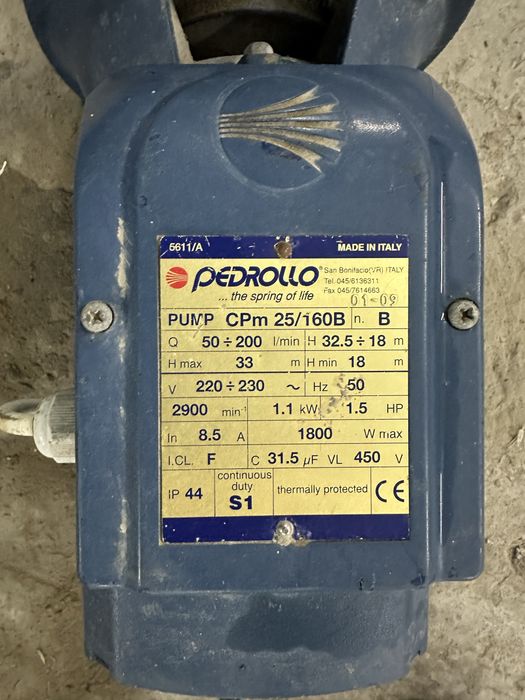 5611/A MADE IN ITALY
PEDROLLO
San Bonifacio(VR) ITALY
Tel. 045/6136311
Fax 045/7614663
... the spring of life
01-09
PUMP CPm 25/160B n. B
Q 50÷200 l/min H 32.5÷18 m
H max 33 m H min 18 m
V 220÷230 ~ Hz 50
2900 min-1 1.1 kW 1.5 HP
In 8.5 A 1800 W max
I.CL. F C 31.5 µF VL 450 V
IP 44 continuous duty S1 thermally protected CE